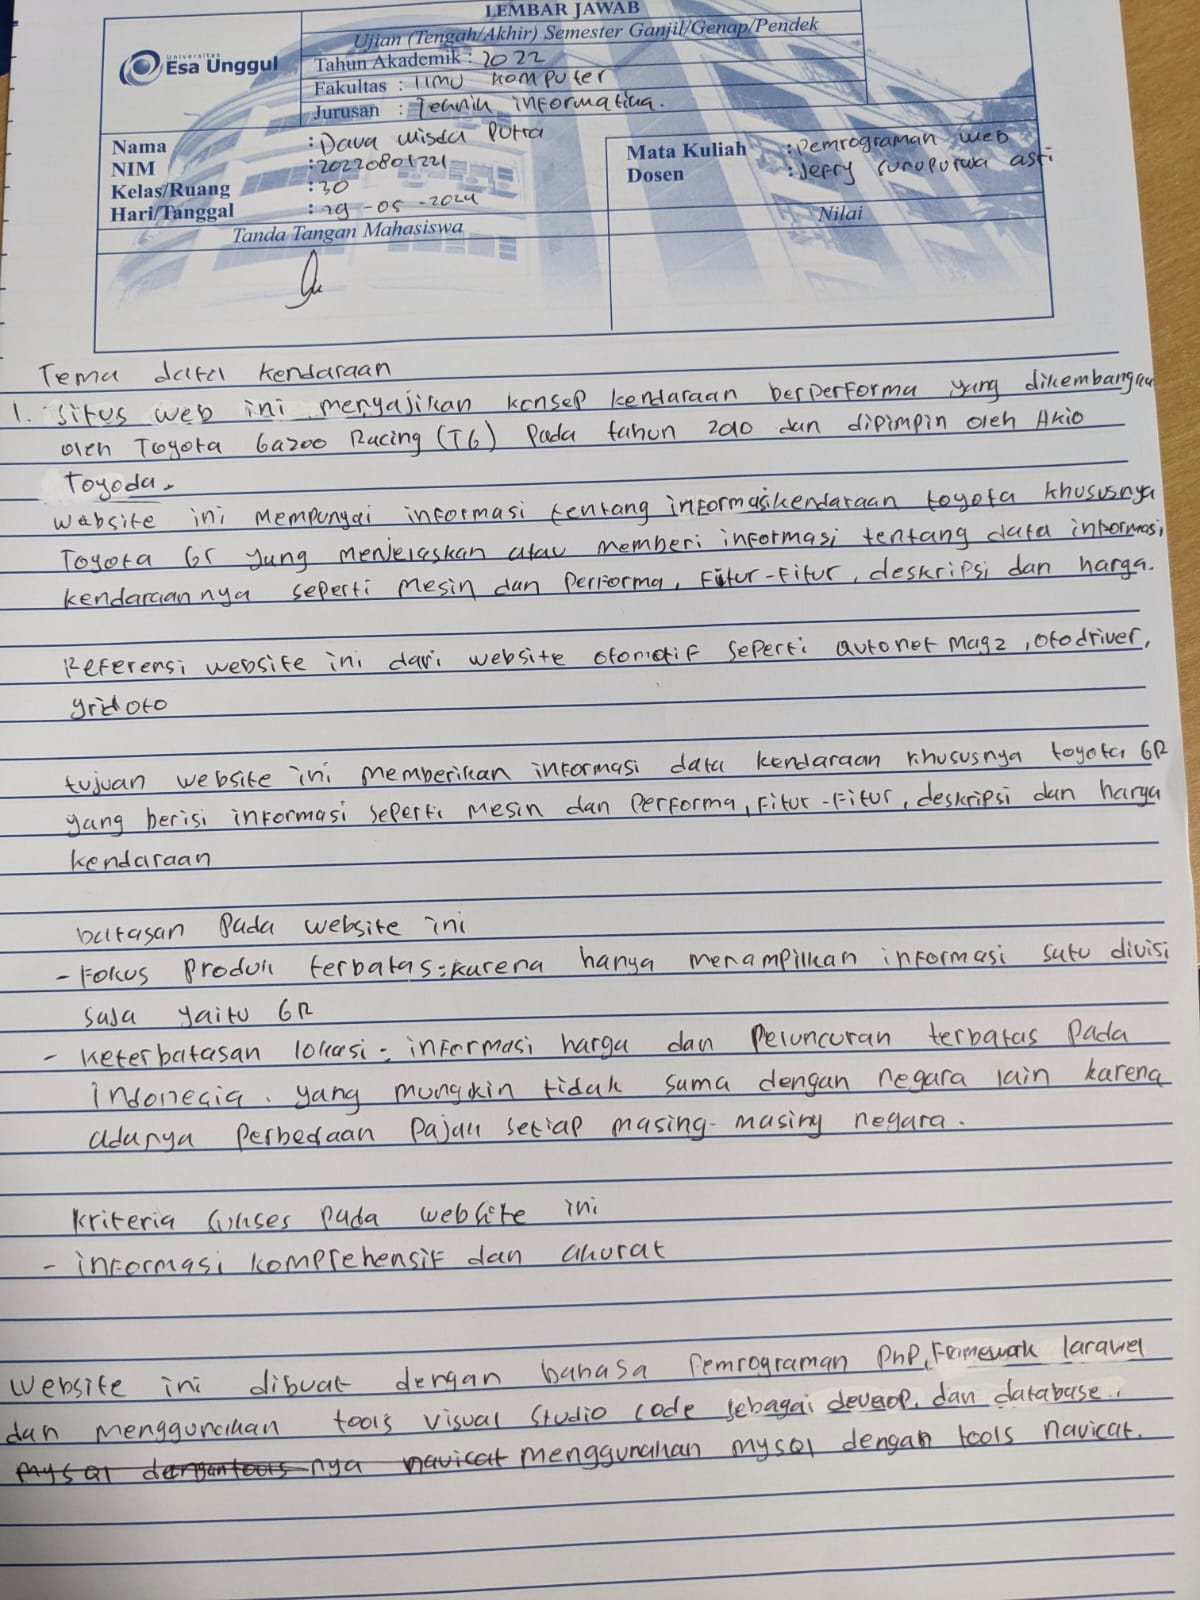 LEMBAR JAWAB
Ujian (Tengah/Akhir) Semester Ganjil/Genap/Pendek
Universitas
Esa Unggul
Tahun Akademik : 2022
Fakultas : Ilmu Komputer
Jurusan : Teknik informatika.
Nama : Dava wisda Putra
NIM : 20220801221
Kelas/Ruang : 30
Hari/Tanggal : 29-05-2024
Mata Kuliah : Pemrograman web
Dosen : Jefry
Tanda Tangan Mahasiswa
Nilai
Tema data kendaraan
1. Situs web ini menyajikan konsep kendaraan berperforma yang dikembangkan
oleh Toyota Gazoo Racing (TG) Pada tahun 2010 dan dipimpin oleh Akio
Toyoda.
website ini mempunyai informasi tentang informasikendaraan toyota khususnya
Toyota GR yang menjelaskan atau memberi informasi tentang data informasi
kendaraannya seperti mesin dan Performa, Fitur-Fitur, deskripsi dan harga.
Referensi website ini dari website otomotif seperti autonet magz, otodriver,
gridoto
tujuan website ini memberikan informasi data kendaraan khususnya toyota GR
yang berisi informasi seperti mesin dan Performa, Fitur-Fitur, deskripsi dan harga
kendaraan
batasan pada website ini
- Fokus Produk terbatas: karena hanya menampilkan informasi satu divisi
saja yaitu GR
- keterbatasan lokasi: informasi harga dan Peluncuran terbatas pada
Indonesia. yang mungkin tidak sama dengan negara lain karena
adanya perbedaan pajak setiap masing-masing negara.
kriteria sukses pada website ini
- informasi komprehensif dan akurat
website ini dibuat dengan bahasa Pemrograman PHP, Framework laravel
dan menggunakan tools visual studio code sebagai develop, dan database.
mysql dengan tools nya navicat menggunakan mysql dengan tools navicat.